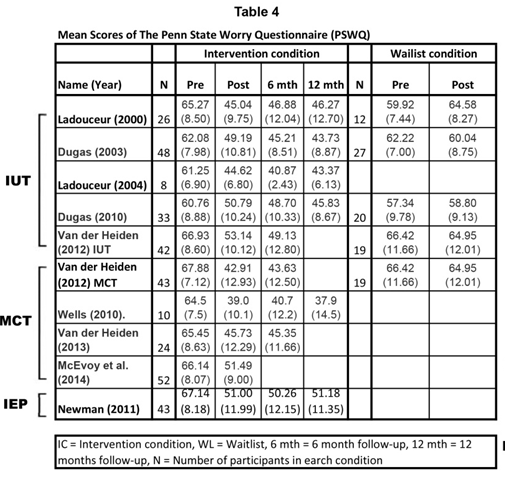 Table 4
Mean Scores of The Penn State Worry Questionnaire (PSWQ)
Intervention condition Wailist condition
Name (Year) N Pre Post 6 mth 12 mth N Pre Post
IUT
Ladouceur (2000) 26 65.27 (8.50) 45.04 (9.75) 46.88 (12.04) 46.27 (12.70) 12 59.92 (7.44) 64.58 (8.27)
Dugas (2003) 48 62.08 (7.98) 49.19 (10.81) 45.21 (8.51) 43.73 (8.87) 27 62.22 (7.00) 60.04 (8.75)
Ladouceur (2004) 8 61.25 (6.90) 44.62 (6.80) 40.87 (2.43) 43.37 (6.13)
Dugas (2010) 33 60.76 (8.88) 50.79 (10.24) 48.70 (10.33) 45.83 (8.67) 20 57.34 (9.78) 58.80 (9.13)
Van der Heiden (2012) IUT 42 66.93 (8.60) 53.14 (10.12) 49.13 (12.80) 19 66.42 (11.66) 64.95 (12.01)
MCT
Van der Heiden (2012) MCT 43 67.88 (7.12) 42.91 (12.93) 43.63 (12.50) 19 66.42 (11.66) 64.95 (12.01)
Wells (2010). 10 64.5 (7.5) 39.0 (10.1) 40.7 (12.2) 37.9 (14.5)
Van der Heiden (2013) 24 65.45 (8.63) 45.73 (12.29) 45.35 (11.66)
McEvoy et al. (2014) 52 66.14 (8.07) 51.49 (9.00)
IEP
Newman (2011) 43 67.14 (8.18) 51.00 (11.99) 50.26 (12.15) 51.18 (11.35)
IC = Intervention condition, WL = Waitlist, 6 mth = 6 month follow-up, 12 mth = 12
months follow-up, N = Number of participants in earch condition